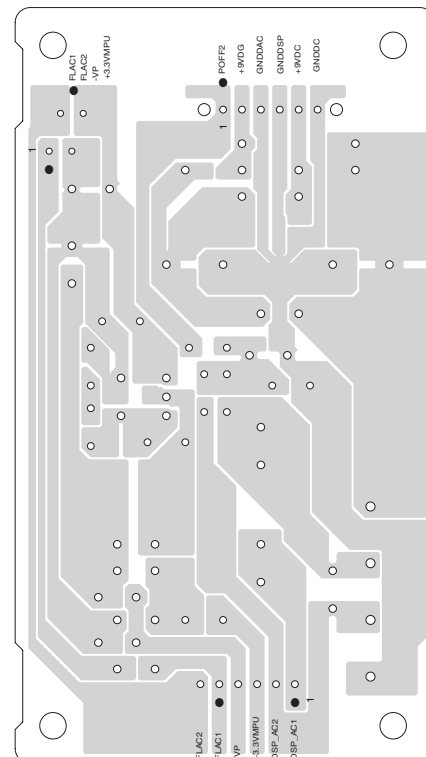 FLAC1
FLAC2
-VP
+3.3VMPU
POFF2
+9VDG
GNDDAC
GNDDSP
+9VDC
GNDDC
1
1
FLAC2
FLAC1
VP
-3.3VMPU
DSP_AC2
DSP_AC1
1